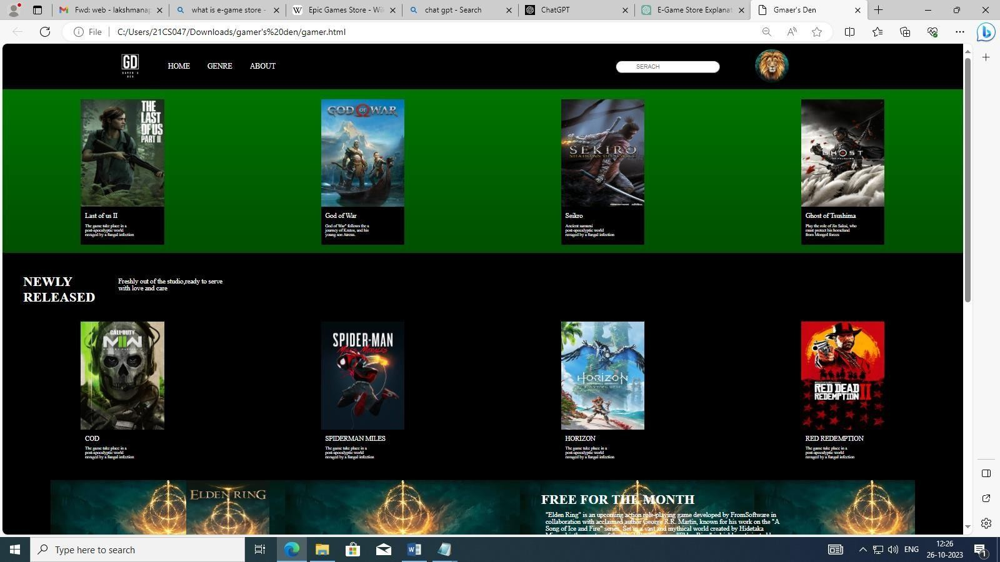 Fwd: web - lakshmanap
what is e-game store -
Epic Games Store - Wik
chat gpt - Search
ChatGPT
E-Game Store Explanat
Gmaer's Den
File
C:/Users/21CS047/Downloads/gamer's%20den/gamer.html
GD
HOME
GENRE
ABOUT
SERACH
THE
LAST
OF US
PART II
GOD OF WAR
SEKIRO
SHADOWS DIE TWICE
GHOST
OF TSUSHIMA
Last of us II
The game take place in a
post-apocalyptic world
ravaged by a fungal infection
God of War
God of War" follows the a
journey of Kratos, and his
young son Atreus.
Seikro
Ancient samurai
post-apocalyptic world
ravaged by a fungal infection
Ghost of Tsushima
Play the role of Jin Sakai, who
must protect his homeland
from Mongol forces
NEWLY
RELEASED
Freshly out of the studio,ready to serve
with love and care
CALL·DUTY
MWII
SPIDER-MAN
MILES MORALES
HORIZON
FORBIDDEN WEST
RED DEAD
REDEMPTION II
COD
The game take place in a
post-apocalyptic world
ravaged by a fungal infection
SPIDERMAN MILES
The game take place in a
post-apocalyptic world
ravaged by a fungal infection
HORIZON
The game take place in a
post-apocalyptic world
ravaged by a fungal infection
RED REDEMPTION
The game take place in a
post-apocalyptic world
ravaged by a fungal infection
ELDEN RING
FREE FOR THE MONTH
"Elden Ring" is an upcoming action role-playing game developed by FromSoftware in
collaboration with acclaimed author George R.R. Martin, known for his work on the "A
Song of Ice and Fire" series. Set in a vast and mythical world created by Hidetaka
Type here to search
ENG
12:26
26-10-2023
1